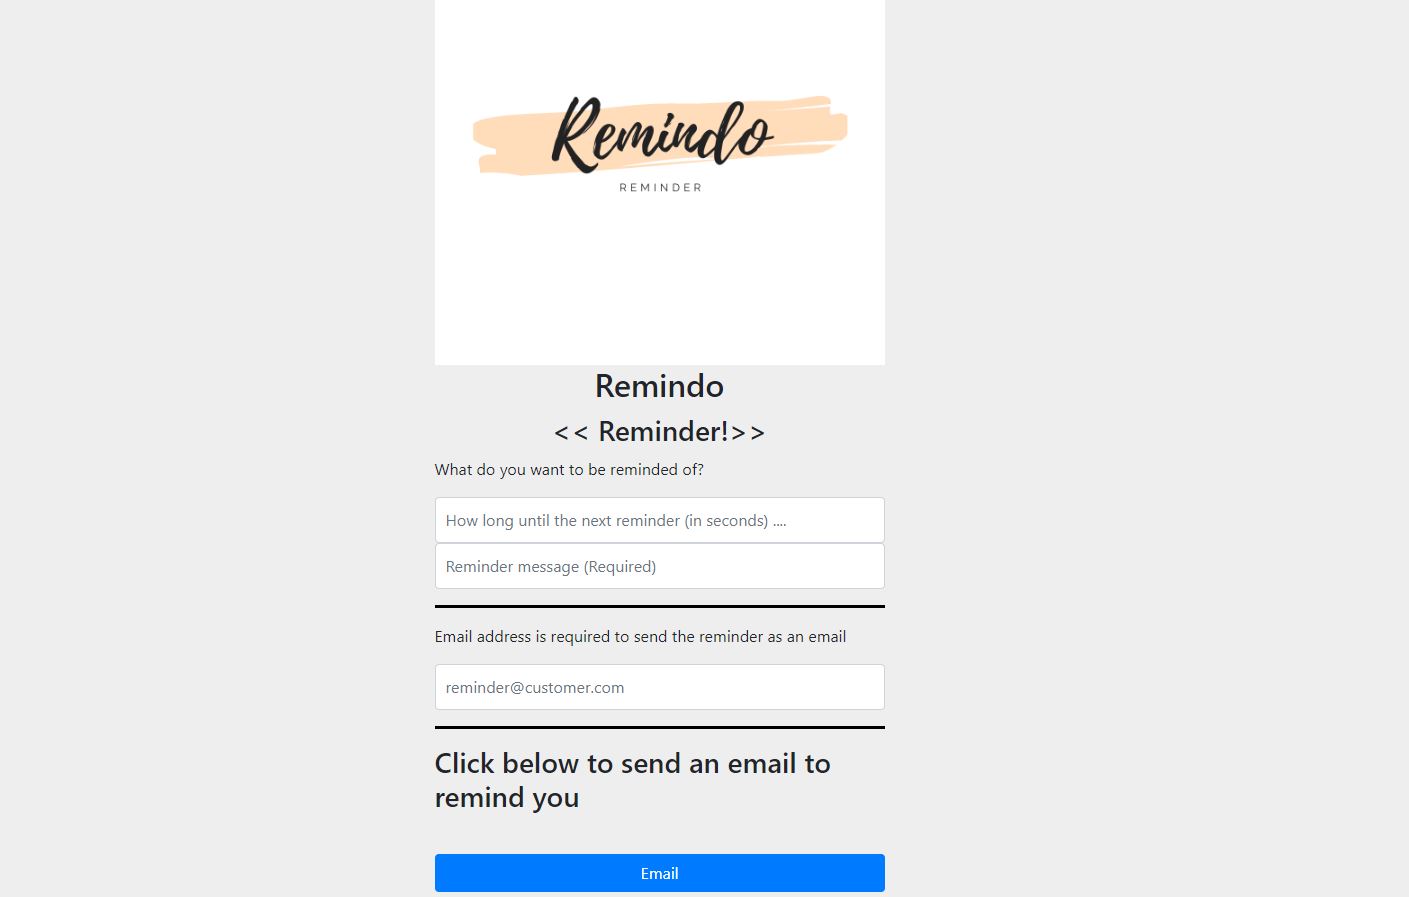 Remindo
REMINDER
Remindo
<< Reminder!>>
What do you want to be reminded of?
How long until the next reminder (in seconds) ....
Reminder message (Required)
Email address is required to send the reminder as an email
reminder@customer.com
Click below to send an email to
remind you
Email